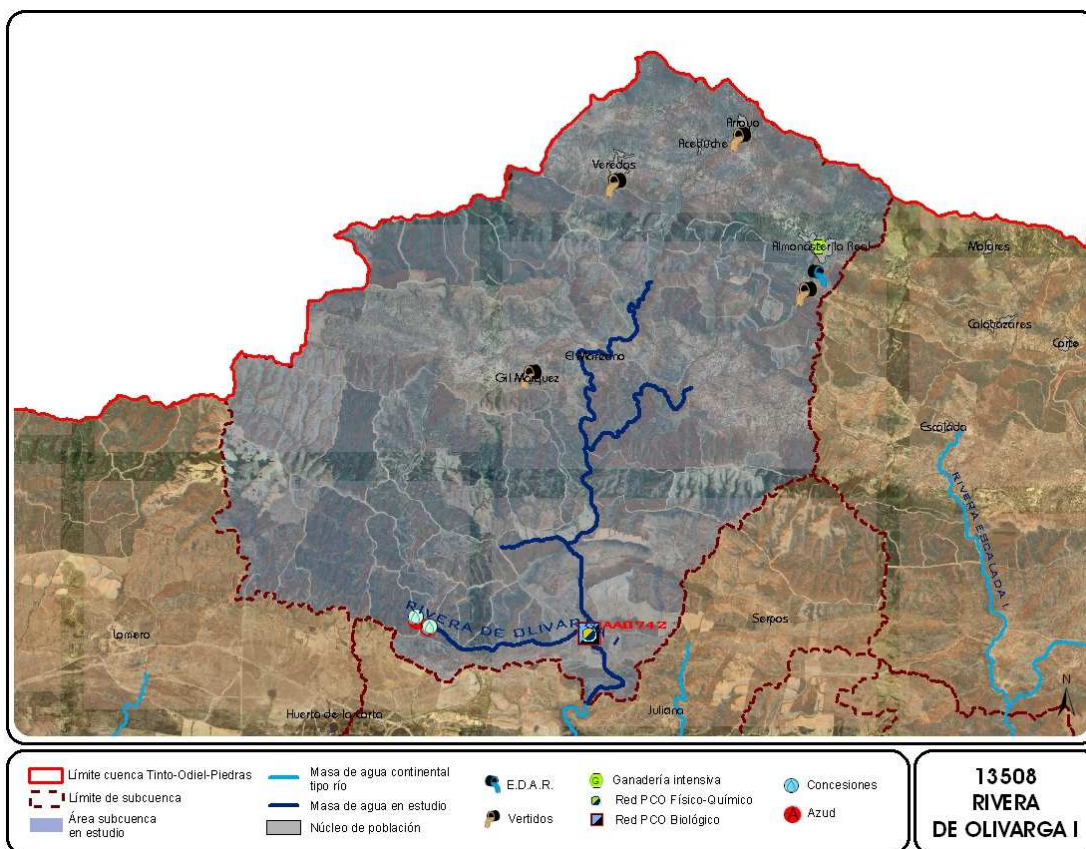 Arroyo
Acebuche
Veredas
Almonaster la Real
Molares
Calabazares
Corte
El Manzano
Gil Márquez
Escalada
RIVERA ESCALADA I
RIVERA DE OLIVARGA I
AA0742
Lomero
Serpos
Huerta de la Corta
Juliana
N
Límite cuenca Tinto-Odiel-Piedras
Límite de subcuenca
Área subcuenca
en estudio
Masa de agua continental
tipo río
Masa de agua en estudio
Núcleo de población
E.D.A.R.
Vertidos
G Ganadería intensiva
Red PCO Físico-Químico
Red PCO Biológico
Concesiones
A Azud
13508
RIVERA
DE OLIVARGA I